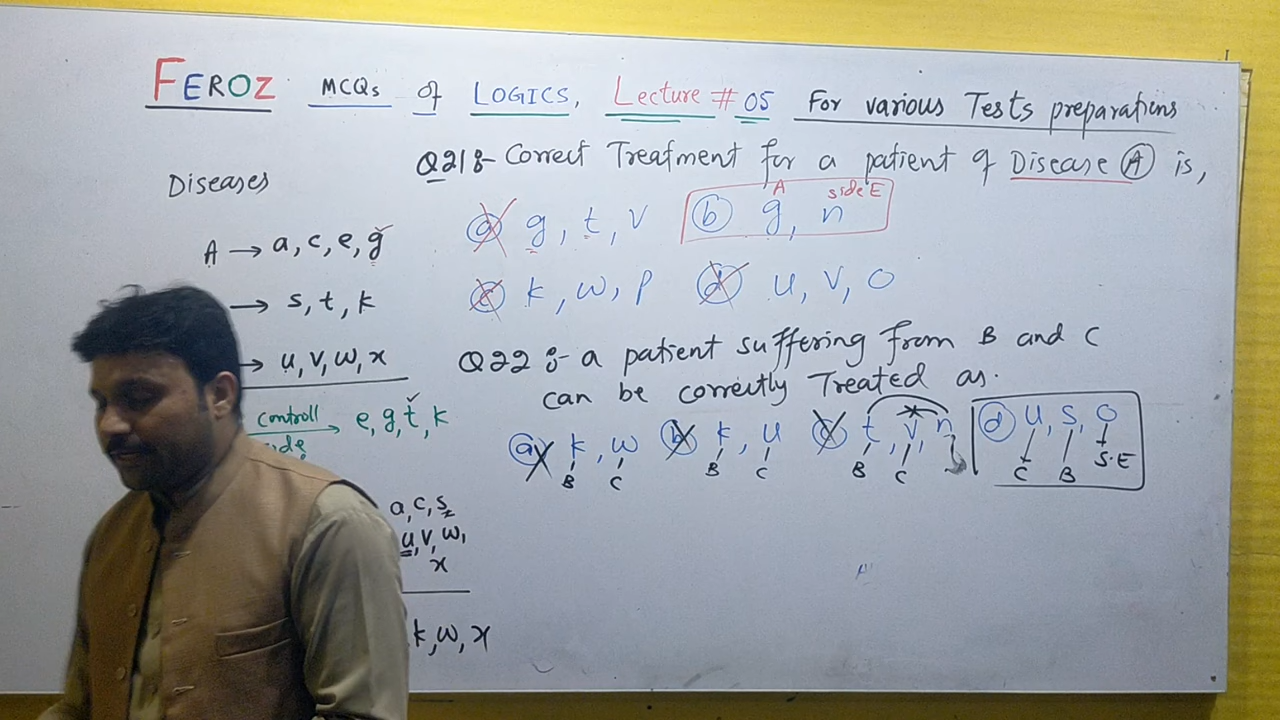 FEROZ MCQs of LOGICS, Lecture # 05 For various Tests preparations
Diseases
A → a, c, e, g
→ s, t, k
→ u, v, w, x
controll → e, g, t, k
side
a, c, s,
u, v, w,
x
k, w, x
Q21:- Correct Treatment for a patient of Disease (A) is,
A side E
(a) g, t, v (b) g, n
(c) k, w, p (d) u, v, o
Q22:- a patient suffering from B and C
can be correctly Treated as.
(a) k, w (b) k, u (c) t, v, n (d) u, s, o
B C B C B C C B S.E